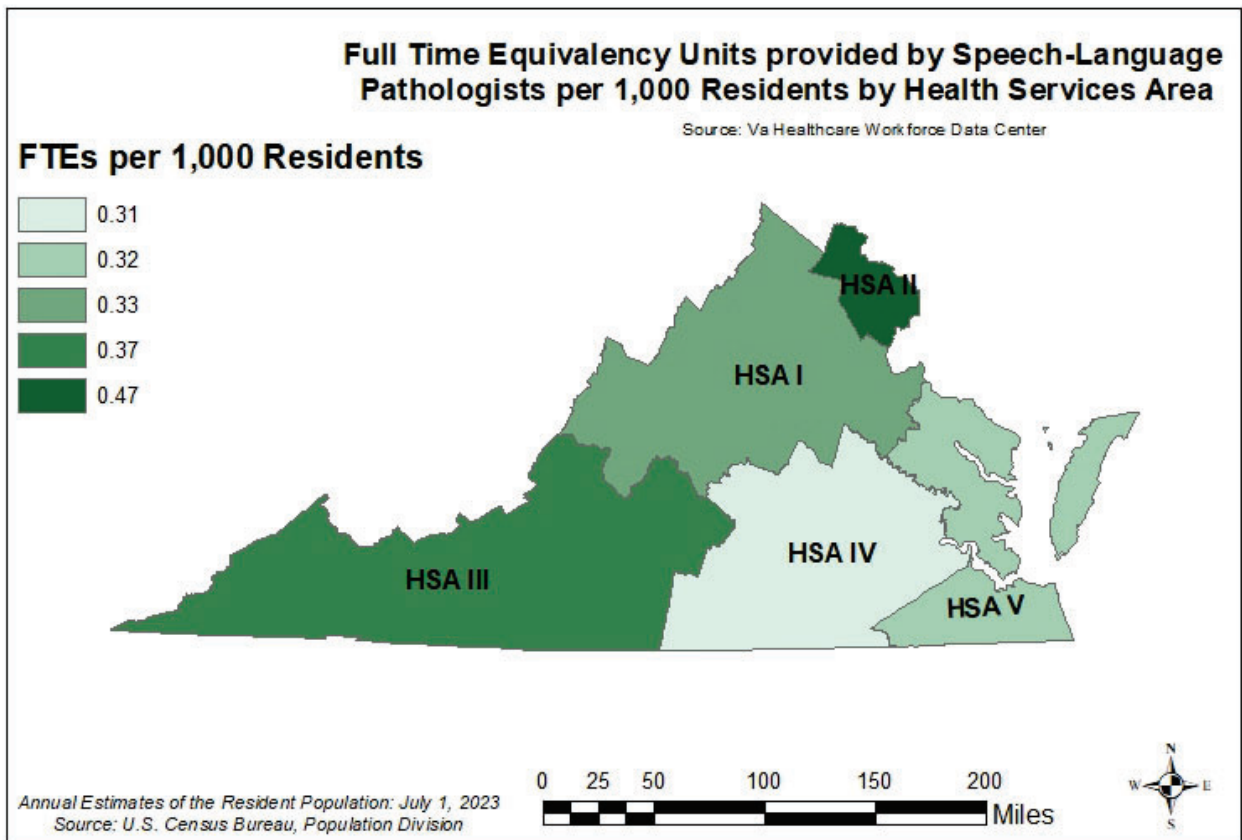 Full Time Equivalency Units provided by Speech-Language
Pathologists per 1,000 Residents by Health Services Area
Source: Va Healthcare Workforce Data Center
FTEs per 1,000 Residents
0.31
0.32
0.33
0.37
0.47
HSA II
HSA I
HSA IV
HSA III
HSA V
N
W E
S
0 25 50 100 150 200
Miles
Annual Estimates of the Resident Population: July 1, 2023
Source: U.S. Census Bureau, Population Division